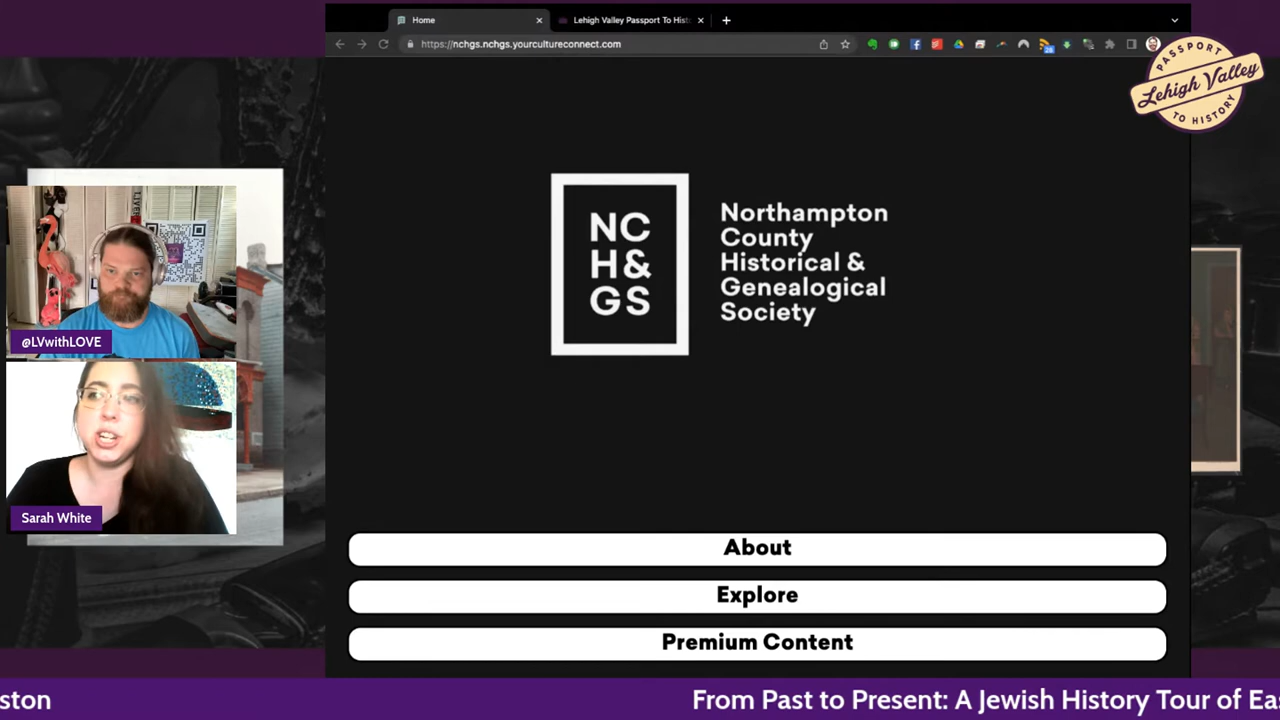 Home
Lehigh Valley Passport To Hist
https://nchgs.nchgs.yourcultureconnect.com
PASSPORT
Lehigh Valley
TO HISTORY
NC
H&
GS
Northampton
County
Historical &
Genealogical
Society
@LVwithLOVE
Sarah White
About
Explore
Premium Content
ston
From Past to Present: A Jewish History Tour of Eas